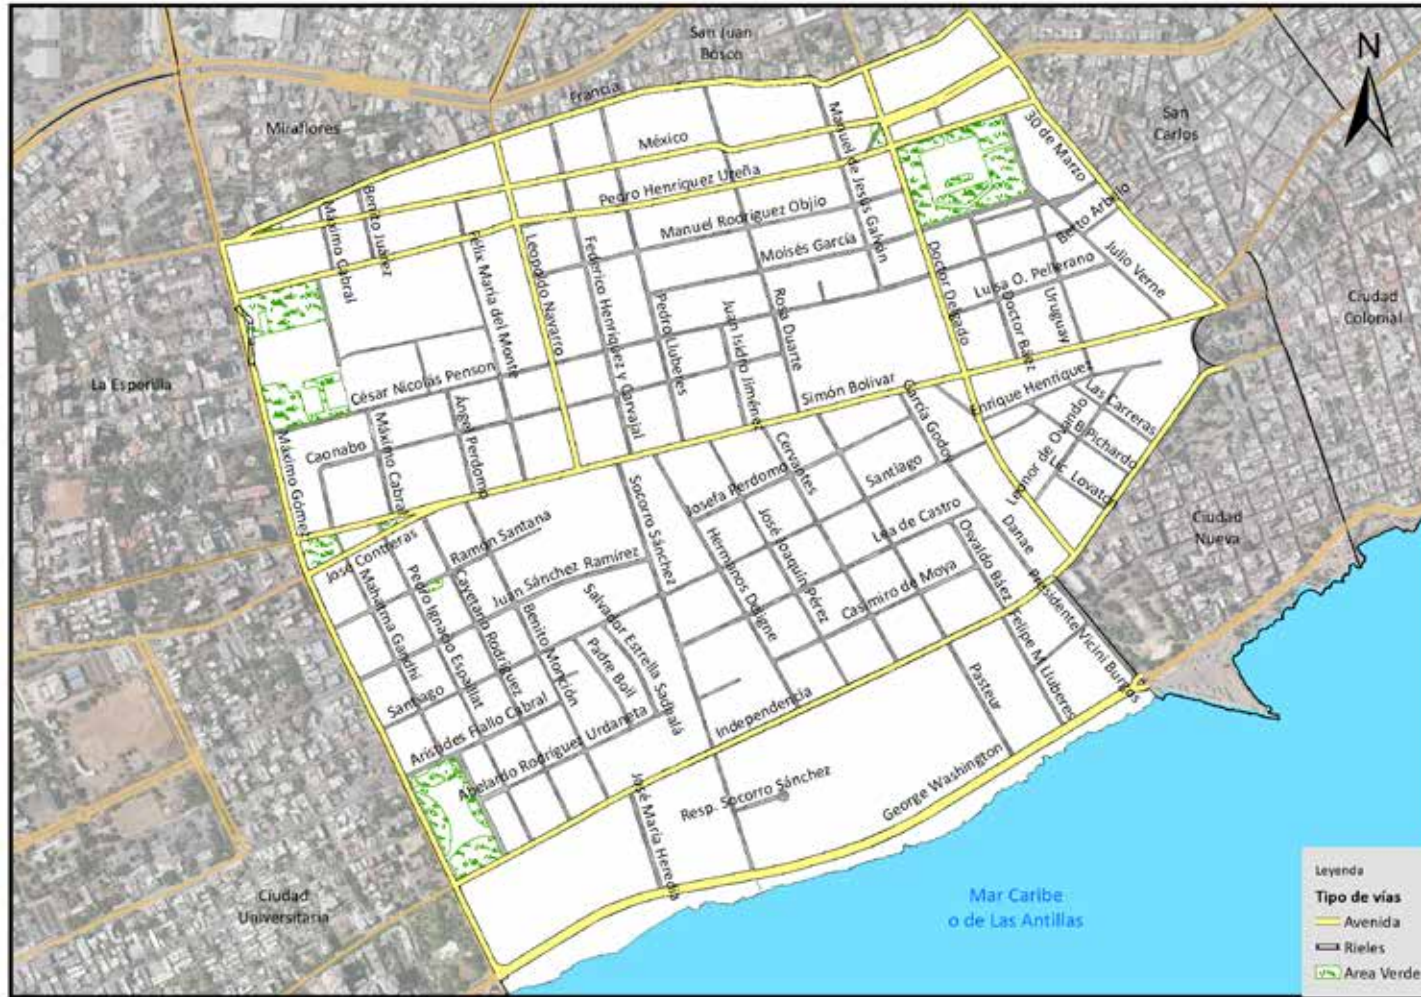 San Juan
Bosco
N
Miraflores
Francia
San
Carlos
México
Manuel de Jesús Galván
30 de Marzo
Pedro Henríquez Ureña
Benito Juárez
Máximo Cabral
Manuel Rodríguez Objio
Félix María del Monte
Leopoldo Navarro
Federico Henríquez y Carvajal
Moisés García
Doctor Delgado
Julio Verne
Luisa O. Pellerano
Ciudad
Colonial
Pedro Lluberes
Juan Isidro Jiménez
Rosa Duarte
Doctor Báez
Uruguay
La Esperilla
César Nicolás Penson
Simón Bolívar
García Godoy
Enrique Henríquez
Las Carreras
Ángel Perdomo
Máximo Cabral
Caonabo
Máximo Gómez
Leonor de Ovando
B Pichardo
Lic. Lovatón
Cervantes
Santiago
Josefa Perdomo
Socorro Sánchez
Hermanos Deligne
José Joaquín Pérez
Lea de Castro
Danae
Ciudad
Nueva
José Contreras
Ramón Santana
Mahatma Gandhi
Pedro Ignacio Espaillat
Cayetano Rodríguez
Juan Sánchez Ramírez
Osvaldo Báez
Casimiro de Moya
Presidente Vicini Burgos
Benito Monción
Salvador Estrella Sadhalá
Padre Boil
Felipe M Lluberes
Pasteur
Santiago
Arístides Fiallo Cabral
Abelardo Rodríguez Urdaneta
Independencia
José María Heredia
Resp. Socorro Sánchez
George Washington
Ciudad
Universitaria
Mar Caribe
o de Las Antillas
Leyenda
Tipo de vías
Avenida
Rieles
Area Verde